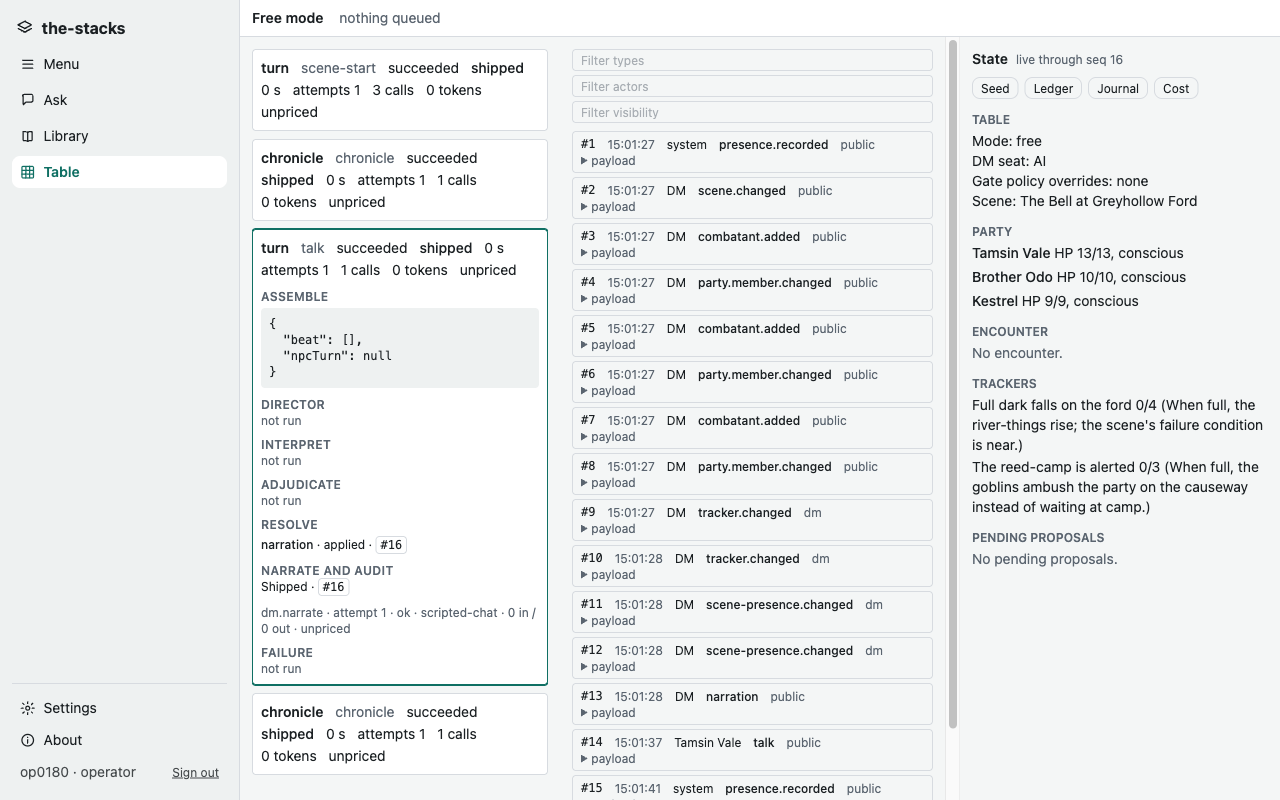 the-stacks
Menu
Ask
Library
Table
Settings
About
op0180 · operator
Sign out
Free mode nothing queued
turn scene-start succeeded shipped
0 s attempts 1 3 calls 0 tokens
unpriced
chronicle chronicle succeeded
shipped 0 s attempts 1 1 calls
0 tokens unpriced
turn talk succeeded shipped 0 s
attempts 1 1 calls 0 tokens unpriced
ASSEMBLE
{
"beat": [],
"npcTurn": null
}
DIRECTOR
not run
INTERPRET
not run
ADJUDICATE
not run
RESOLVE
narration · applied · #16
NARRATE AND AUDIT
Shipped · #16
dm.narrate · attempt 1 · ok · scripted-chat · 0 in /
0 out · unpriced
FAILURE
not run
chronicle chronicle succeeded
shipped 0 s attempts 1 1 calls
0 tokens unpriced
Filter types
Filter actors
Filter visibility
#1 15:01:27 system presence.recorded public
payload
#2 15:01:27 DM scene.changed public
payload
#3 15:01:27 DM combatant.added public
payload
#4 15:01:27 DM party.member.changed public
payload
#5 15:01:27 DM combatant.added public
payload
#6 15:01:27 DM party.member.changed public
payload
#7 15:01:27 DM combatant.added public
payload
#8 15:01:27 DM party.member.changed public
payload
#9 15:01:27 DM tracker.changed dm
payload
#10 15:01:28 DM tracker.changed dm
payload
#11 15:01:28 DM scene-presence.changed dm
payload
#12 15:01:28 DM scene-presence.changed dm
payload
#13 15:01:28 DM narration public
payload
#14 15:01:37 Tamsin Vale talk public
payload
#15 15:01:41 system presence.recorded public
State live through seq 16
Seed Ledger Journal Cost
TABLE
Mode: free
DM seat: AI
Gate policy overrides: none
Scene: The Bell at Greyhollow Ford
PARTY
Tamsin Vale HP 13/13, conscious
Brother Odo HP 10/10, conscious
Kestrel HP 9/9, conscious
ENCOUNTER
No encounter.
TRACKERS
Full dark falls on the ford 0/4 (When full, the
river-things rise; the scene's failure condition
is near.)
The reed-camp is alerted 0/3 (When full, the
goblins ambush the party on the causeway
instead of waiting at camp.)
PENDING PROPOSALS
No pending proposals.